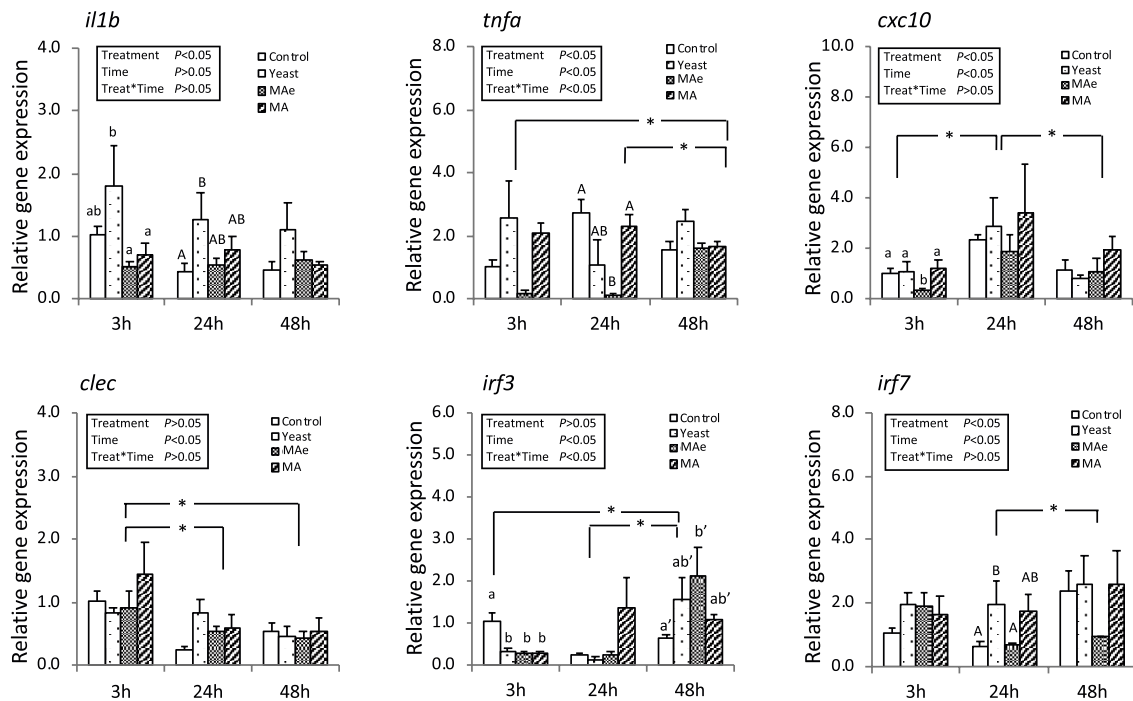 il1b
4.0
3.0
2.0
1.0
0.0
Relative gene expression
Treatment P<0.05
Time P>0.05
Treat*Time P>0.05
Control
Yeast
MAe
MA
ab
b
a
a
A
B
AB
AB
3h
24h
48h
tnfa
8.0
6.0
4.0
2.0
0.0
Relative gene expression
Treatment P<0.05
Time P<0.05
Treat*Time P<0.05
Control
Yeast
MAe
MA
*
*
A
AB
B
A
3h
24h
48h
cxc10
10.0
8.0
6.0
4.0
2.0
0.0
Relative gene expression
Treatment P<0.05
Time P<0.05
Treat*Time P>0.05
Control
Yeast
MAe
MA
*
*
a
a
b
a
3h
24h
48h
clec
4.0
3.0
2.0
1.0
0.0
Relative gene expression
Treatment P>0.05
Time P<0.05
Treat*Time P>0.05
Control
Yeast
MAe
MA
*
*
3h
24h
48h
irf3
6.0
5.0
4.0
3.0
2.0
1.0
0.0
Relative gene expression
Treatment P>0.05
Time P<0.05
Treat*Time P<0.05
Control
Yeast
MAe
MA
*
*
a
b
b
b
a’
ab’
b’
ab’
3h
24h
48h
irf7
8.0
6.0
4.0
2.0
0.0
Relative gene expression
Treatment P<0.05
Time P<0.05
Treat*Time P>0.05
Control
Yeast
MAe
MA
*
A
B
A
AB
3h
24h
48h